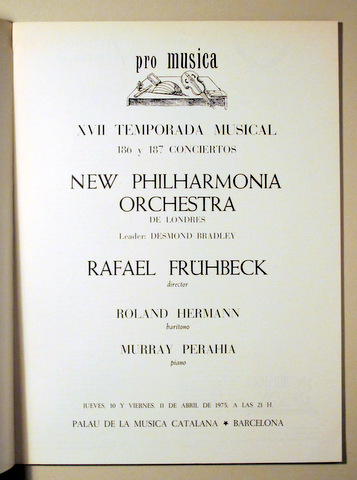 pro musica
XVII TEMPORADA MUSICAL
186 y 187 CONCIERTOS
NEW PHILHARMONIA
ORCHESTRA
DE LONDRES
Leader: DESMOND BRADLEY
RAFAEL FRÜHBECK
director
ROLAND HERMANN
barítono
MURRAY PERAHIA
piano
JUEVES, 10 Y VIERNES, 11 DE ABRIL DE 1975, A LAS 21 H.
PALAU DE LA MUSICA CATALANA ★ BARCELONA